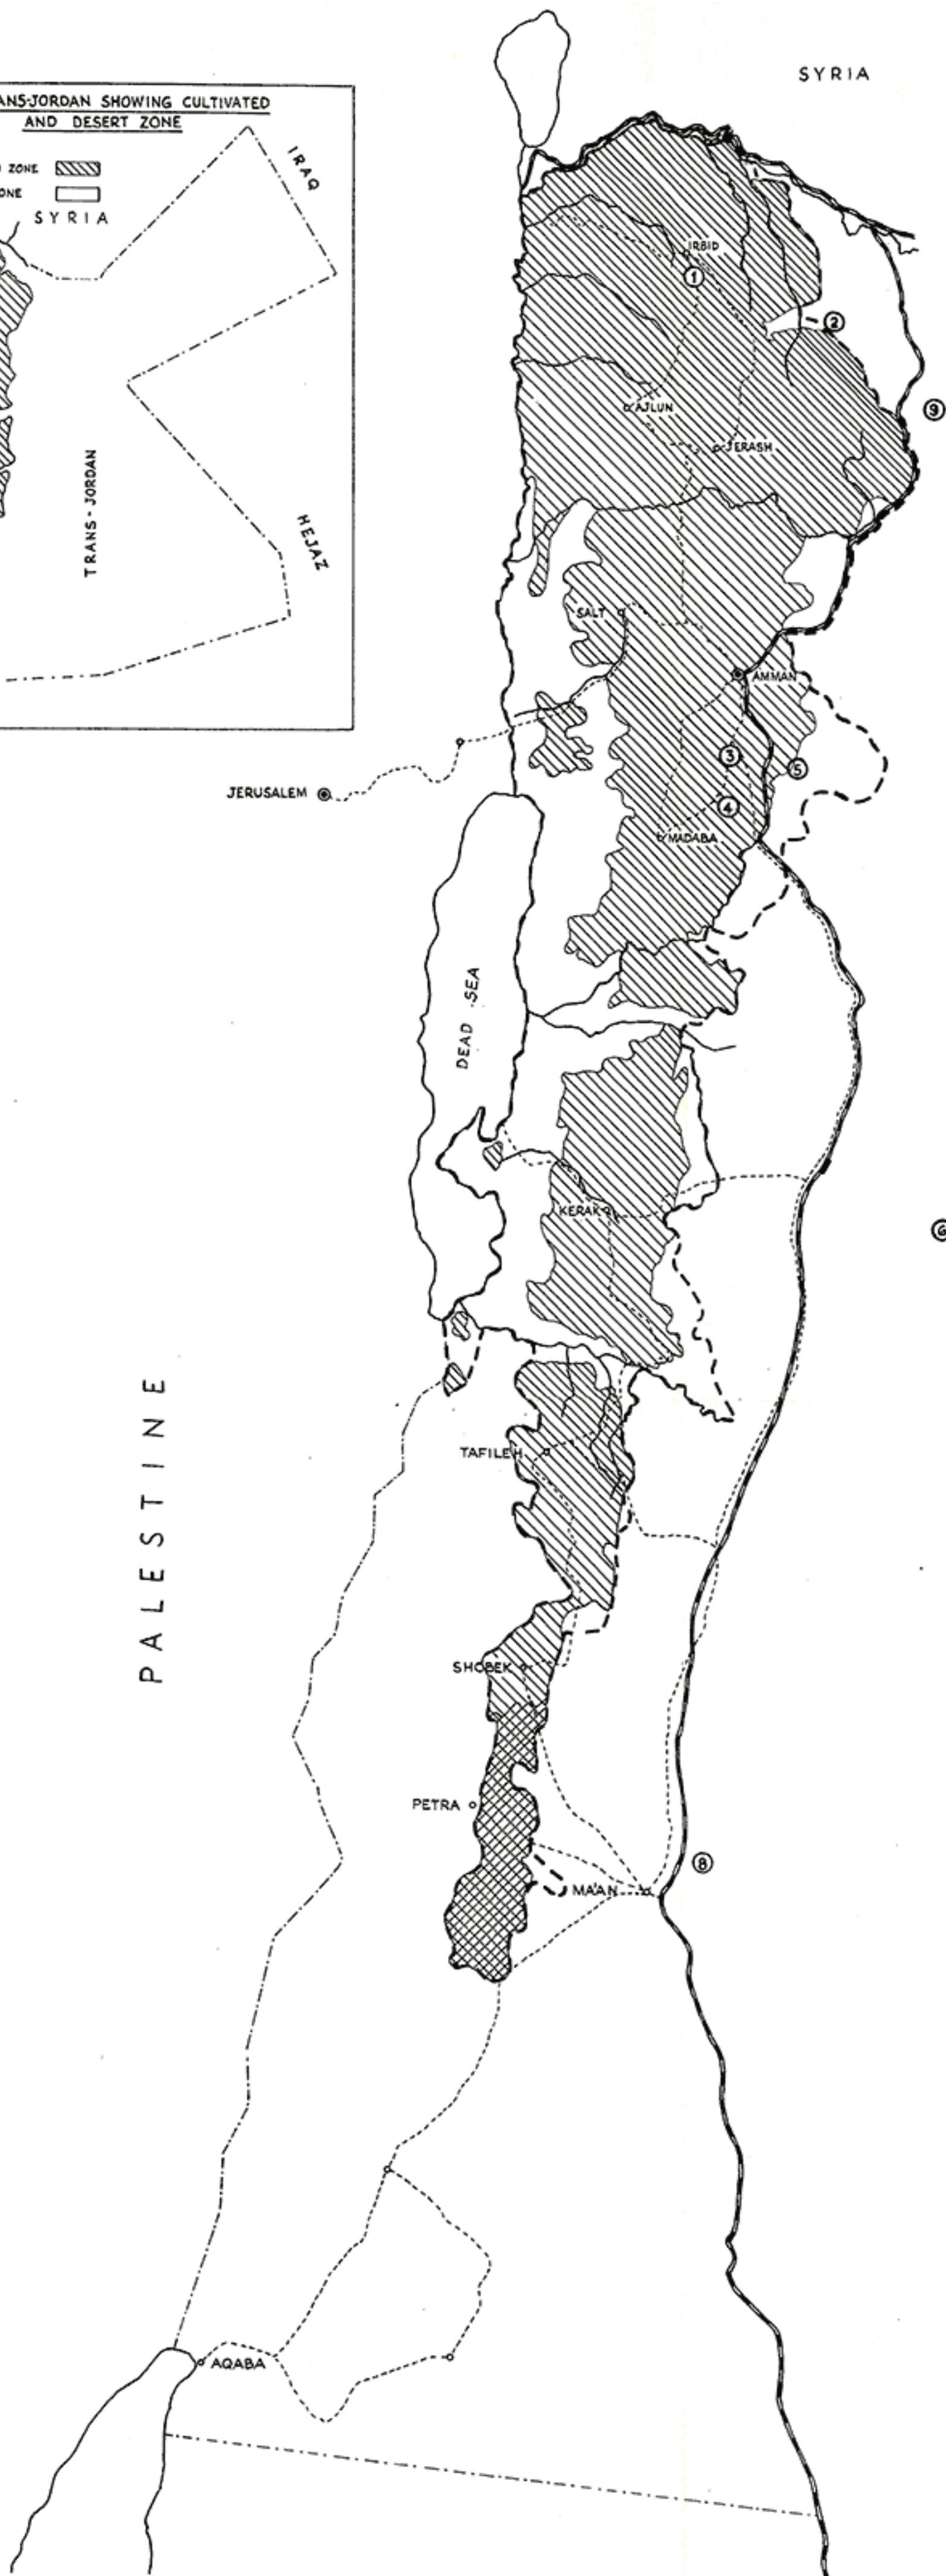 SYRIA
ANS-JORDAN SHOWING CULTIVATED
AND DESERT ZONE
ZONE
ONE
SYRIA
IRAQ
TRANS-JORDAN
HEJAZ
IRBID
1
2
9
AJLUN
JERASH
SALT
AMMAN
3
5
JERUSALEM
4
MADABA
DEAD SEA
KERAK
6
PALESTINE
TAFILEH
SHOBEK
PETRA
8
MA'AN
AQABA